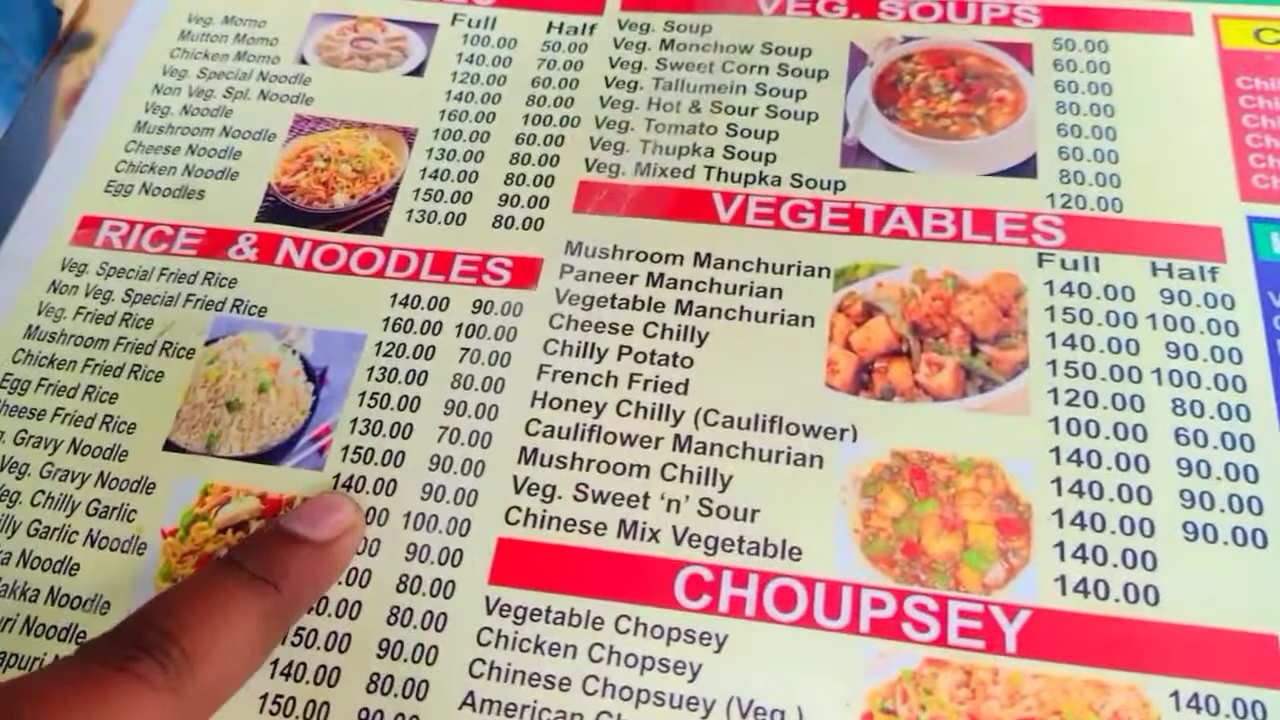 Full Half
Veg. Momo 100.00 50.00
Mutton Momo 140.00 70.00
Chicken Momo 120.00 60.00
Veg. Special Noodle 140.00 80.00
Non Veg. Spl. Noodle 160.00 100.00
Veg. Noodle 100.00 60.00
Mushroom Noodle 130.00 80.00
Cheese Noodle 140.00 80.00
Chicken Noodle 150.00 90.00
Egg Noodles 130.00 80.00
RICE & NOODLES
Veg. Special Fried Rice 140.00 90.00
Non Veg. Special Fried Rice 160.00 100.00
Veg. Fried Rice 120.00 70.00
Mushroom Fried Rice 130.00 80.00
Chicken Fried Rice 150.00 90.00
Egg Fried Rice 130.00 70.00
Fried Rice 150.00 90.00
Gravy Noodle 140.00 90.00
Veg. Gravy Noodle 100.00
Chilly Garlic 90.00
Garlic Noodle 80.00
Noodle 80.00
Noodle 150.00 90.00
Noodle 140.00 80.00
150.00
VEG. SOUPS
Veg. Soup 50.00
Veg. Monchow Soup 60.00
Veg. Sweet Corn Soup 60.00
Veg. Tallumein Soup 80.00
Veg. Hot & Sour Soup 60.00
Veg. Tomato Soup 60.00
Veg. Thupka Soup 80.00
Veg. Mixed Thupka Soup 120.00
VEGETABLES
Full Half
Mushroom Manchurian 140.00 90.00
Paneer Manchurian 150.00 100.00
Vegetable Manchurian 140.00 90.00
Cheese Chilly 150.00 100.00
Chilly Potato 120.00 80.00
French Fried 100.00 60.00
Honey Chilly (Cauliflower) 140.00 90.00
Cauliflower Manchurian 140.00 90.00
Mushroom Chilly 140.00 90.00
Veg. Sweet ‘n’ Sour 140.00
Chinese Mix Vegetable 140.00
CHOUPSEY
Vegetable Chopsey 140.00
Chicken Chopsey
Chinese Chopsuey (Veg.)
American